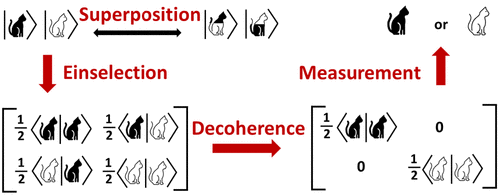 Superposition
or
Einselection
Measurement
1/2 1/2
1/2 0
Decoherence
1/2 1/2
0 1/2